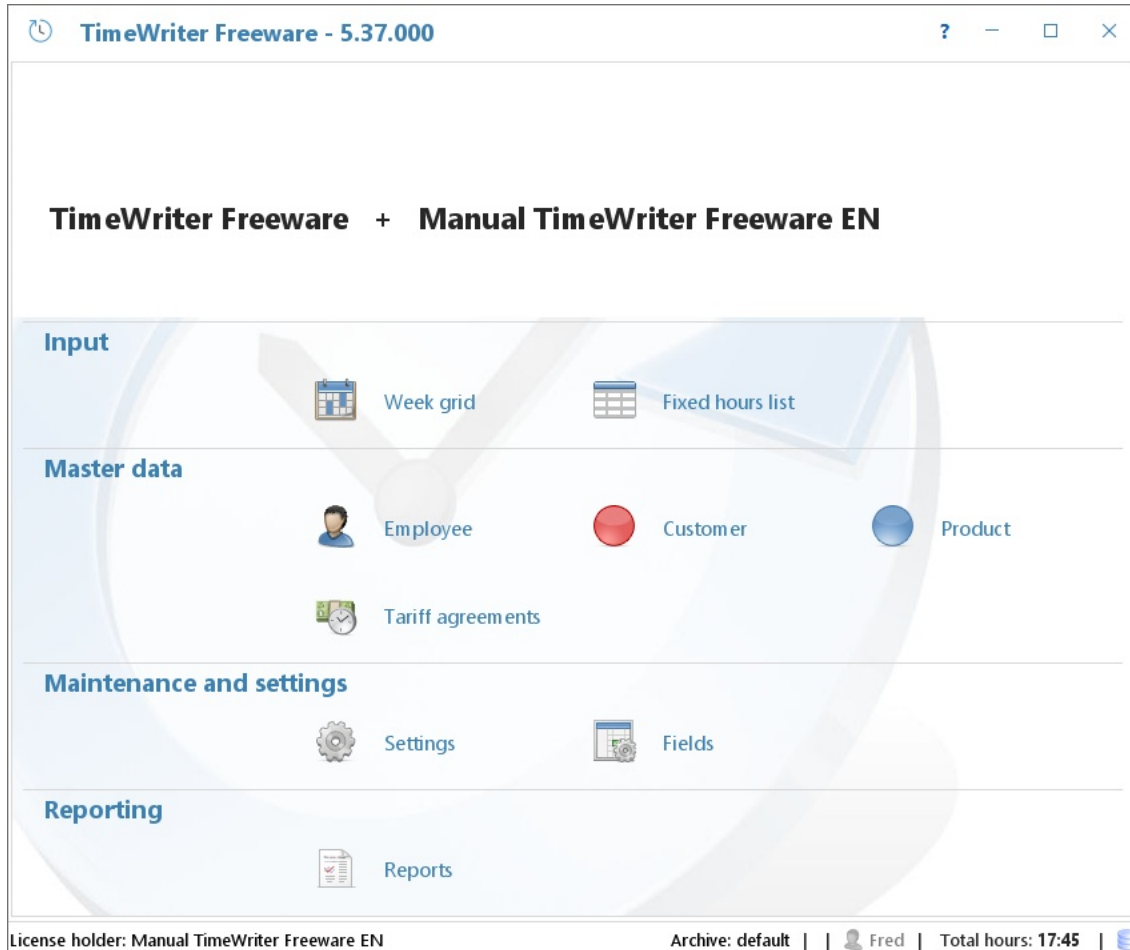 TimeWriter Freeware - 5.37.000
?
TimeWriter Freeware + Manual TimeWriter Freeware EN
Input
Week grid Fixed hours list
Master data
Employee Customer Product
Tariff agreements
Maintenance and settings
Settings Fields
Reporting
Reports
License holder: Manual TimeWriter Freeware EN Archive: default | | Fred | Total hours: 17:45 |